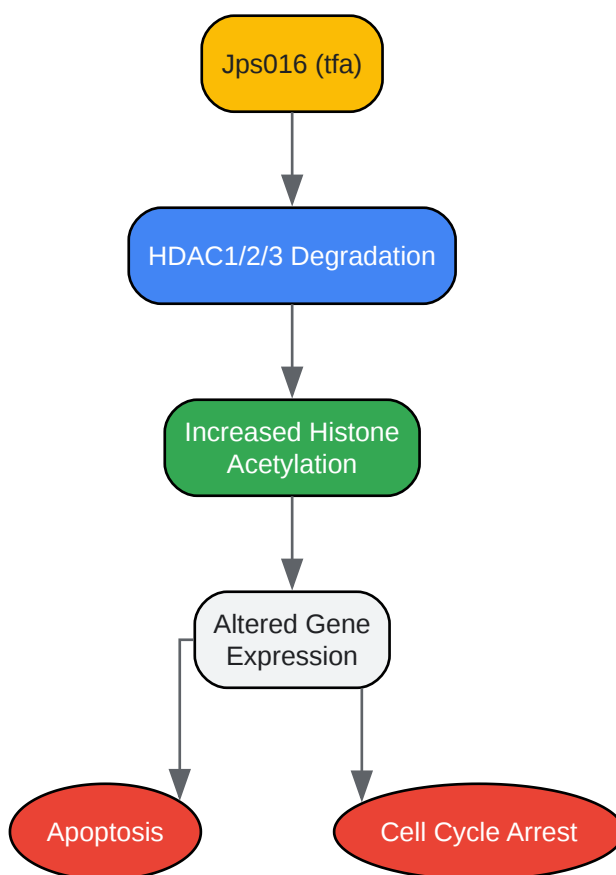 Jps016 (tfa)
HDAC1/2/3 Degradation
Increased Histone
Acetylation
Altered Gene
Expression
Apoptosis
Cell Cycle Arrest